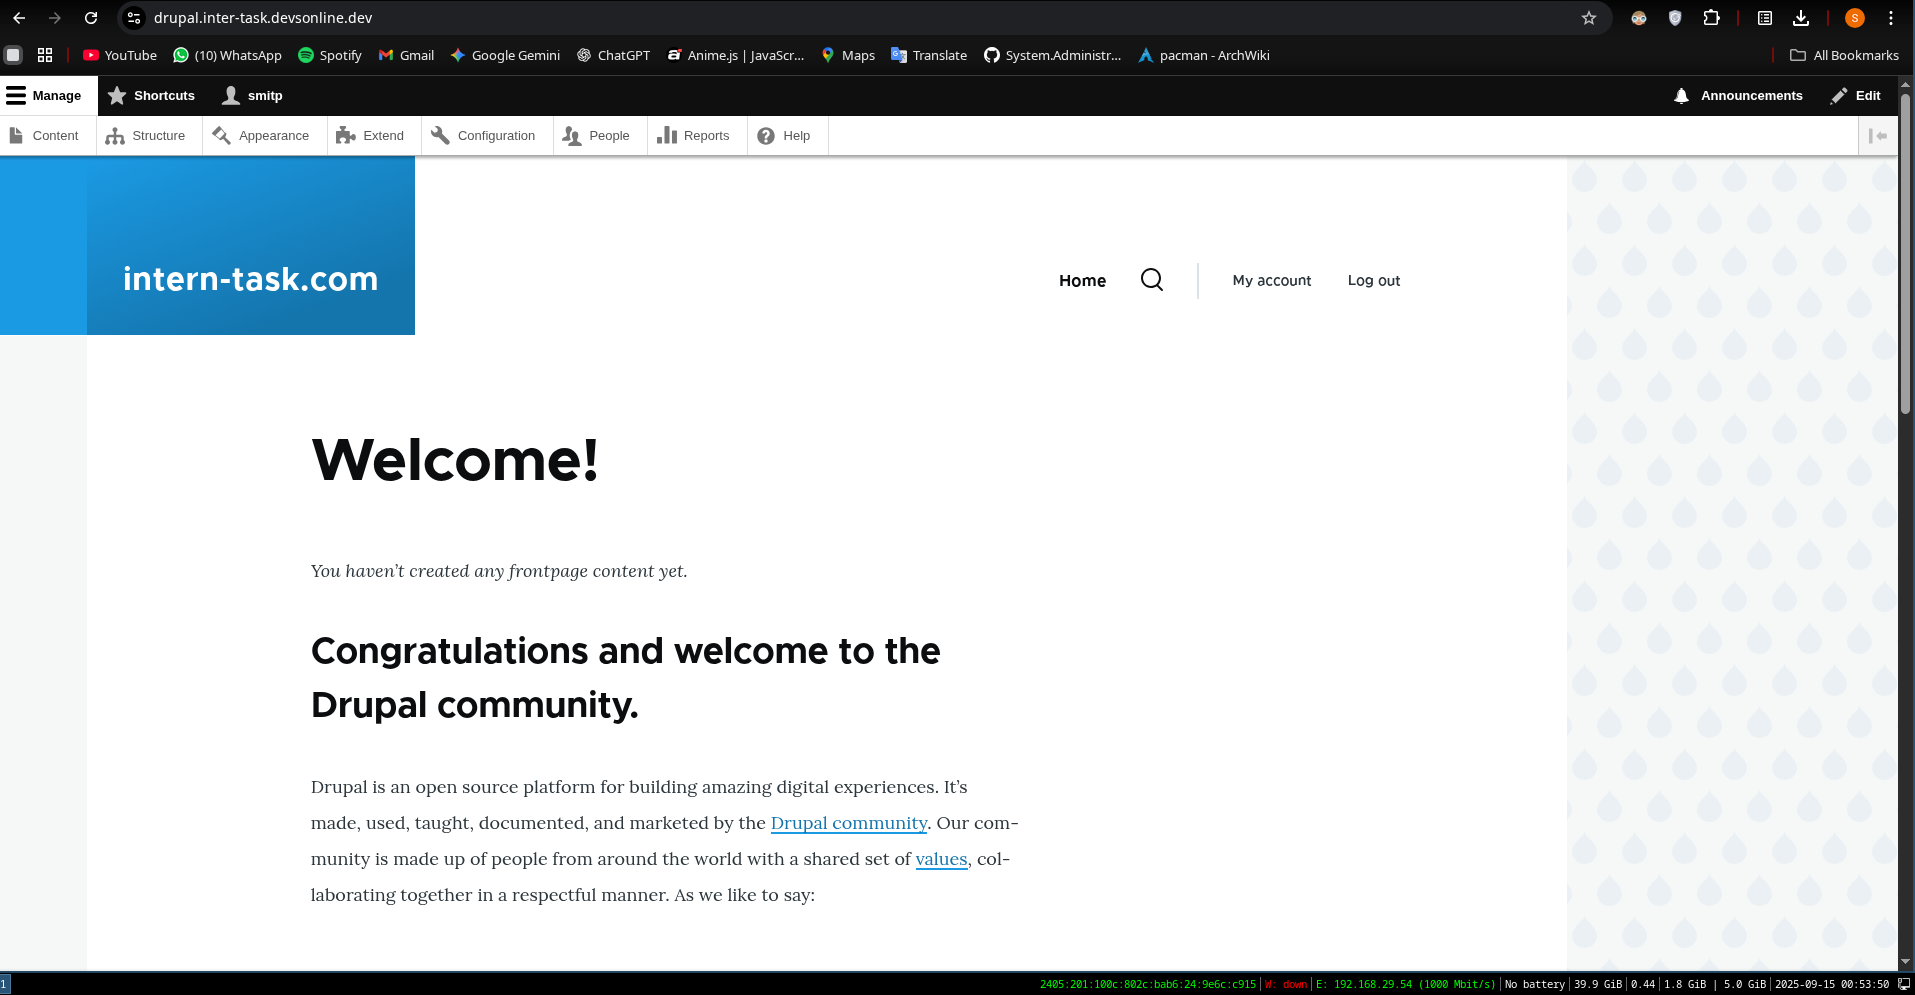 drupal.inter-task.devsonline.dev
S
YouTube (10) WhatsApp Spotify Gmail Google Gemini ChatGPT Anime.js | JavaScr... Maps Translate System.Administr... pacman - ArchWiki All Bookmarks
Manage Shortcuts smitp Announcements Edit
Content Structure Appearance Extend Configuration People Reports Help
intern-task.com
Home My account Log out
Welcome!
You haven’t created any frontpage content yet.
Congratulations and welcome to the
Drupal community.
Drupal is an open source platform for building amazing digital experiences. It’s
made, used, taught, documented, and marketed by the Drupal community. Our com-
munity is made up of people from around the world with a shared set of values, col-
laborating together in a respectful manner. As we like to say:
1 2405:201:100c:802c:bab6:24:9e6c:c915 | W: down | E: 192.168.29.54 (1000 Mbit/s) | No battery | 39.9 GiB | 0.44 | 1.8 GiB | 5.0 GiB | 2025-09-15 00:53:50